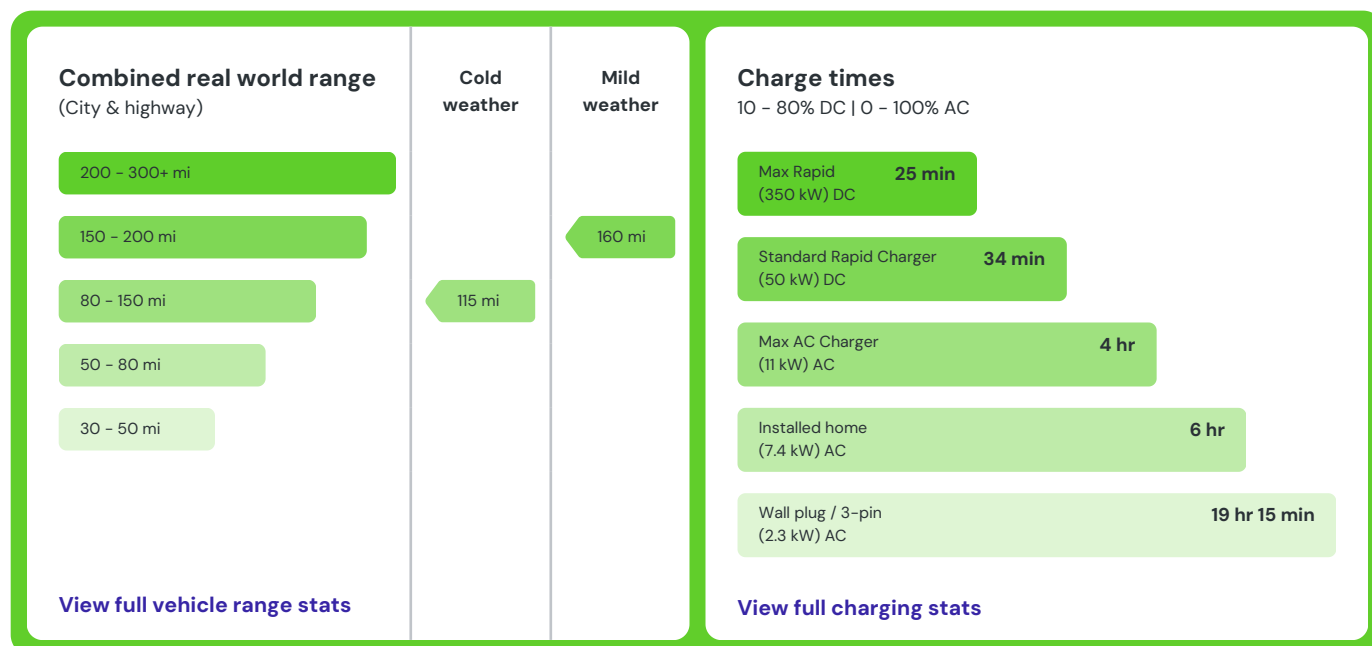 Combined real world range
(City & highway)
Cold
weather
Mild
weather
200 - 300+ mi
150 - 200 mi
160 mi
80 - 150 mi
115 mi
50 - 80 mi
30 - 50 mi
View full vehicle range stats
Charge times
10 - 80% DC | 0 - 100% AC
Max Rapid
(350 kW) DC
25 min
Standard Rapid Charger
(50 kW) DC
34 min
Max AC Charger
(11 kW) AC
4 hr
Installed home
(7.4 kW) AC
6 hr
Wall plug / 3-pin
(2.3 kW) AC
19 hr 15 min
View full charging stats